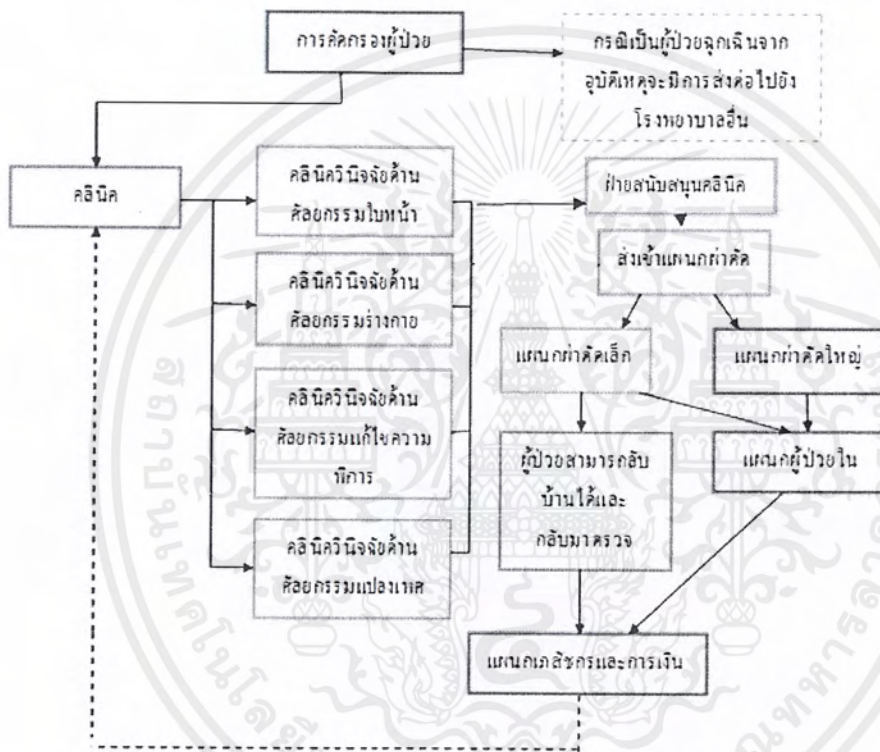 การคัดกรองผู้ป่วย
กรณีเป็นผู้ป่วยฉุกเฉินจาก
อุบัติเหตุจะมีการส่งต่อไปยัง
โรงพยาบาลอื่น
คลินิค
คลินิควินิจฉัยด้าน
ศัลยกรรมใบหน้า
คลินิควินิจฉัยด้าน
ศัลยกรรมร่างกาย
คลินิควินิจฉัยด้าน
ศัลยกรรมแก้ไขความ
พิการ
คลินิควินิจฉัยด้าน
ศัลยกรรมแปลงเพศ
ฝ่ายสนับสนุนคลินิค
ส่งเข้าแผนกผ่าตัด
แผนกผ่าตัดเล็ก
แผนกผ่าตัดใหญ่
ผู้ป่วยสามารถกลับ
บ้านได้และ
กลับมาตรวจ
แผนกผู้ป่วยใน
แผนกเภสัชกรและการเงิน
สถาบันเทคโนโลยี